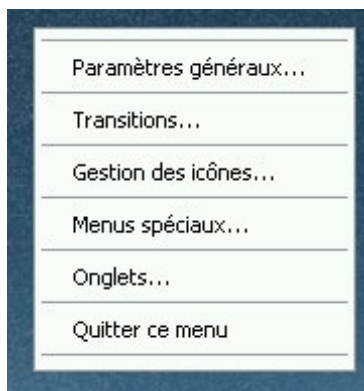 Paramètres généraux...
Transitions...
Gestion des icônes...
Menus spéciaux...
Onglets...
Quitter ce menu